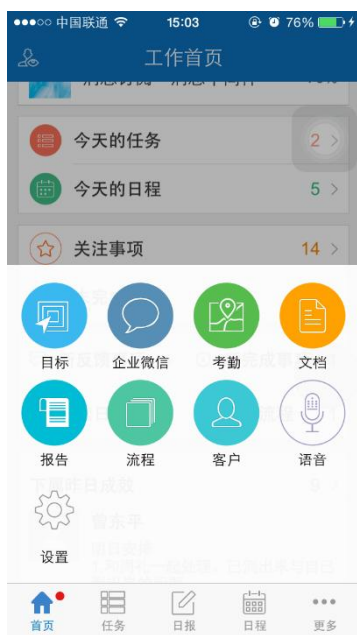 中国联通 15:03 76%
工作首页
今天的任务 2
今天的日程 5
关注事项 14
目标 企业微信 考勤 文档
报告 流程 客户 语音
设置
首页 任务 日报 日程 更多